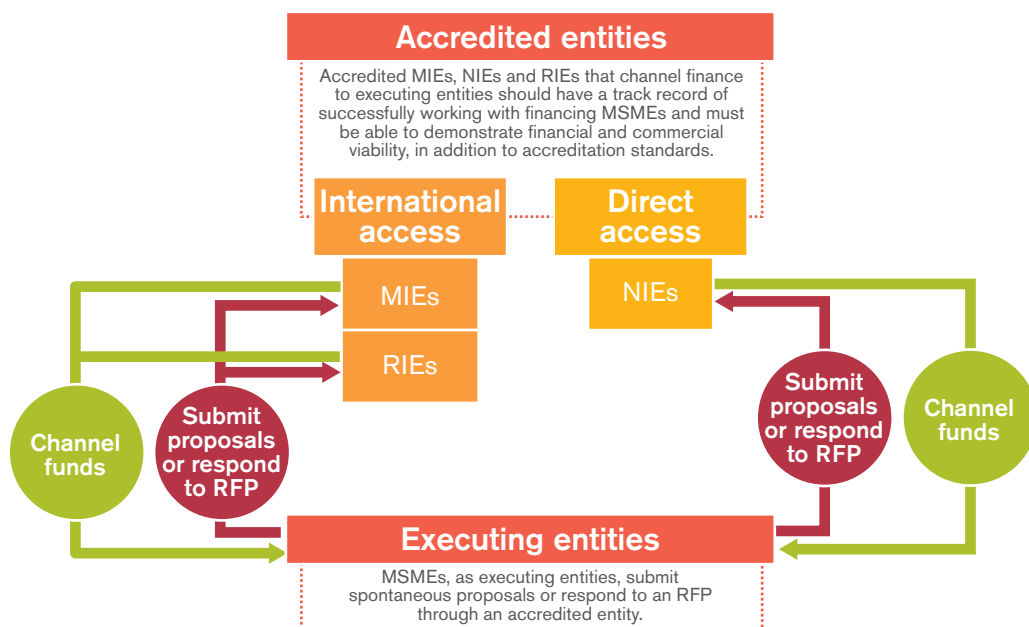 Accredited entities
Accredited MIEs, NIEs and RIEs that channel finance
to executing entities should have a track record of
successfully working with financing MSMEs and must
be able to demonstrate financial and commercial
viability, in addition to accreditation standards.
International
access
Direct
access
MIEs
NIEs
RIEs
Channel
funds
Submit
proposals
or respond
to RFP
Submit
proposals
or respond
to RFP
Channel
funds
Executing entities
MSMEs, as executing entities, submit
spontaneous proposals or respond to an RFP
through an accredited entity.